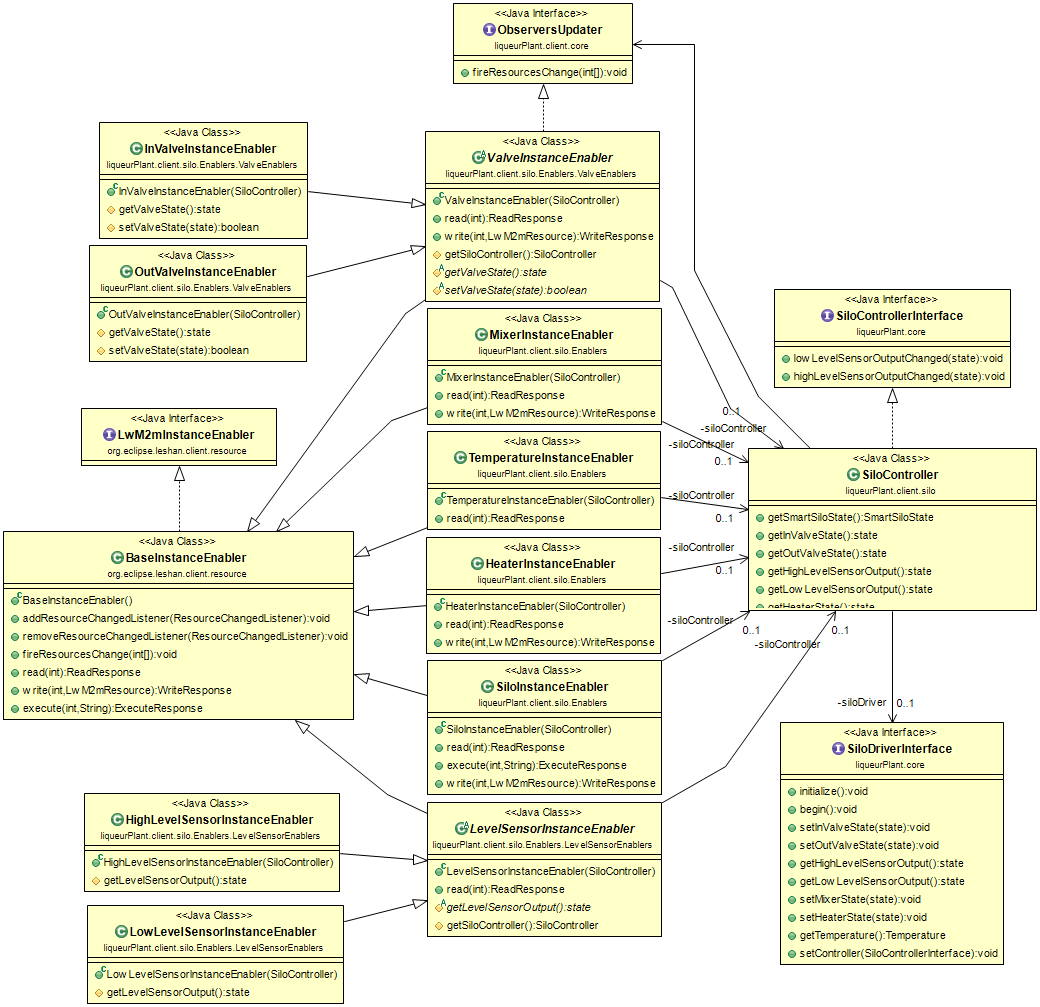 <<Java Interface>>
ObserversUpdater
liqueurPlant.client.core
fireResourcesChange(int[]):void
<<Java Class>>
InValveInstanceEnabler
liqueurPlant.client.silo.Enablers.ValveEnablers
InValveInstanceEnabler(SiloController)
getValveState():state
setValveState(state):boolean
<<Java Class>>
ValveInstanceEnabler
liqueurPlant.client.silo.Enablers.ValveEnablers
ValveInstanceEnabler(SiloController)
read(int):ReadResponse
write(int,LwM2mResource):WriteResponse
getSiloController():SiloController
getValveState():state
setValveState(state):boolean
<<Java Class>>
OutValveInstanceEnabler
liqueurPlant.client.silo.Enablers.ValveEnablers
OutValveInstanceEnabler(SiloController)
getValveState():state
setValveState(state):boolean
<<Java Interface>>
SiloControllerInterface
liqueurPlant.core
lowLevelSensorOutputChanged(state):void
highLevelSensorOutputChanged(state):void
<<Java Class>>
MixerInstanceEnabler
liqueurPlant.client.silo.Enablers
MixerInstanceEnabler(SiloController)
read(int):ReadResponse
write(int,LwM2mResource):WriteResponse
0..1
-siloController
-siloController
0..1
<<Java Interface>>
LwM2mInstanceEnabler
org.eclipse.leshan.client.resource
<<Java Class>>
TemperatureInstanceEnabler
liqueurPlant.client.silo.Enablers
TemperatureInstanceEnabler(SiloController)
read(int):ReadResponse
-siloController
0..1
<<Java Class>>
SiloController
liqueurPlant.client.silo
getSmartSiloState():SmartSiloState
getInValveState():state
getOutValveState():state
getHighLevelSensorOutput():state
getLowLevelSensorOutput():state
getHeaterState():state
<<Java Class>>
BaseInstanceEnabler
org.eclipse.leshan.client.resource
BaseInstanceEnabler()
addResourceChangedListener(ResourceChangedListener):void
removeResourceChangedListener(ResourceChangedListener):void
fireResourcesChange(int[]):void
read(int):ReadResponse
write(int,LwM2mResource):WriteResponse
execute(int,String):ExecuteResponse
<<Java Class>>
HeaterInstanceEnabler
liqueurPlant.client.silo.Enablers
HeaterInstanceEnabler(SiloController)
read(int):ReadResponse
write(int,LwM2mResource):WriteResponse
-siloController
0..1
<<Java Class>>
SiloInstanceEnabler
liqueurPlant.client.silo.Enablers
SiloInstanceEnabler(SiloController)
read(int):ReadResponse
execute(int,String):ExecuteResponse
write(int,LwM2mResource):WriteResponse
-siloController
0..1
0..1
-siloController
-siloDriver
0..1
<<Java Interface>>
SiloDriverInterface
liqueurPlant.core
initialize():void
begin():void
setInValveState(state):void
setOutValveState(state):void
getHighLevelSensorOutput():state
getLowLevelSensorOutput():state
setMixerState(state):void
setHeaterState(state):void
getTemperature():Temperature
setController(SiloControllerInterface):void
<<Java Class>>
HighLevelSensorInstanceEnabler
liqueurPlant.client.silo.Enablers.LevelSensorEnablers
HighLevelSensorInstanceEnabler(SiloController)
getLevelSensorOutput():state
<<Java Class>>
LevelSensorInstanceEnabler
liqueurPlant.client.silo.Enablers.LevelSensorEnablers
LevelSensorInstanceEnabler(SiloController)
read(int):ReadResponse
getLevelSensorOutput():state
getSiloController():SiloController
<<Java Class>>
LowLevelSensorInstanceEnabler
liqueurPlant.client.silo.Enablers.LevelSensorEnablers
LowLevelSensorInstanceEnabler(SiloController)
getLevelSensorOutput():state